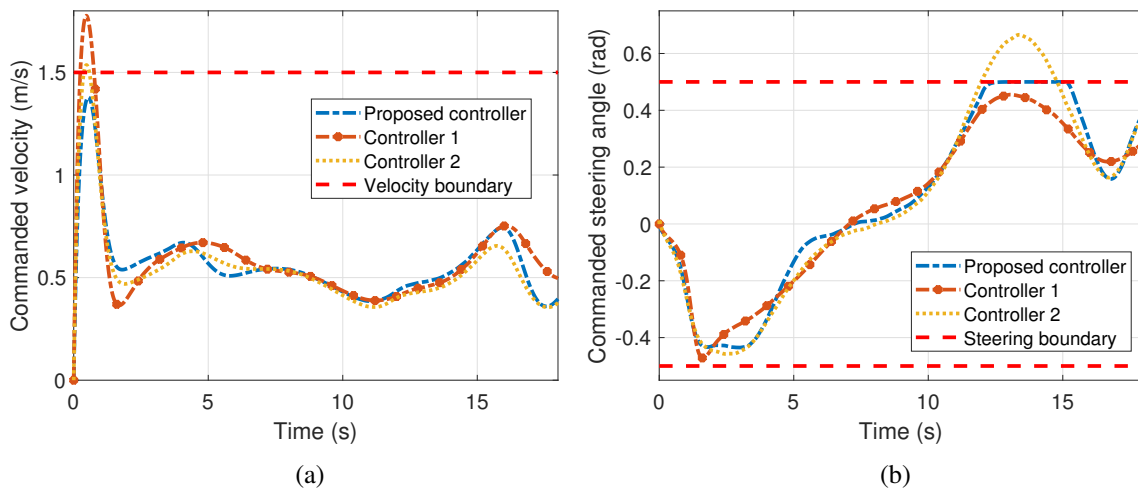 Commanded velocity (m/s)
1.5
1
0.5
0
Proposed controller
Controller 1
Controller 2
Velocity boundary
0
5
10
15
Time (s)
(a)
Commanded steering angle (rad)
0.6
0.4
0.2
0
-0.2
-0.4
Proposed controller
Controller 1
Controller 2
Steering boundary
0
5
10
15
Time (s)
(b)